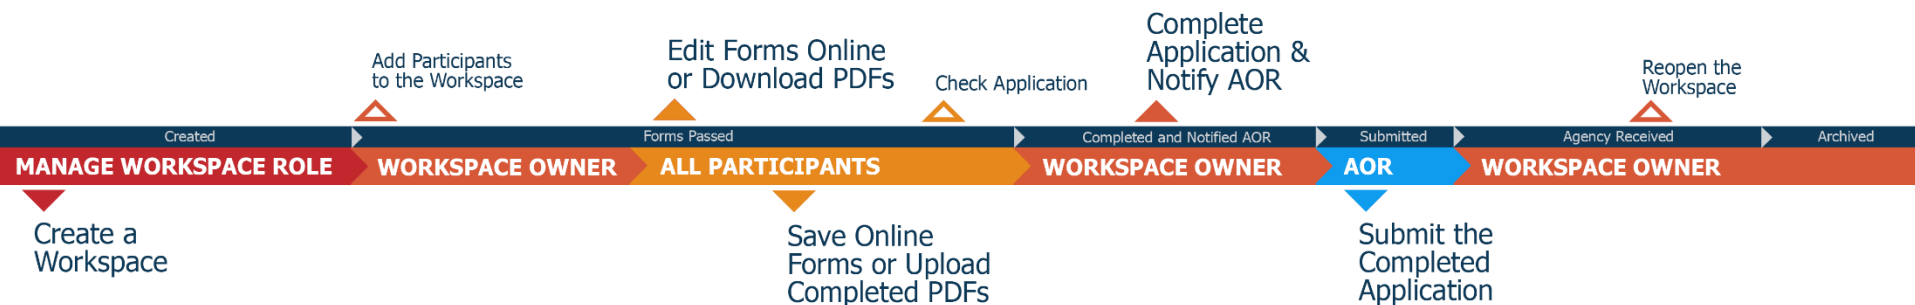 Add Participants
to the Workspace
Edit Forms Online
or Download PDFs
Check Application
Complete
Application &
Notify AOR
Reopen the
Workspace
Created
Forms Passed
Completed and Notified AOR
Submitted
Agency Received
Archived
MANAGE WORKSPACE ROLE
WORKSPACE OWNER
ALL PARTICIPANTS
WORKSPACE OWNER
AOR
WORKSPACE OWNER
Create a
Workspace
Save Online
Forms or Upload
Completed PDFs
Submit the
Completed
Application